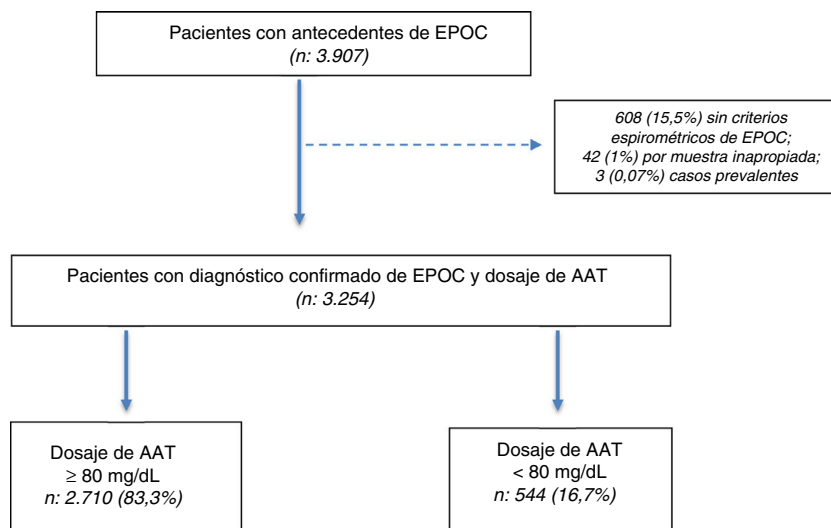 Pacientes con antecedentes de EPOC
(n: 3.907)
608 (15,5%) sin criterios
espirométricos de EPOC;
42 (1%) por muestra inapropiada;
3 (0,07%) casos prevalentes
Pacientes con diagnóstico confirmado de EPOC y dosaje de AAT
(n: 3.254)
Dosaje de AAT
≥ 80 mg/dL
n: 2.710 (83,3%)
Dosaje de AAT
< 80 mg/dL
n: 544 (16,7%)